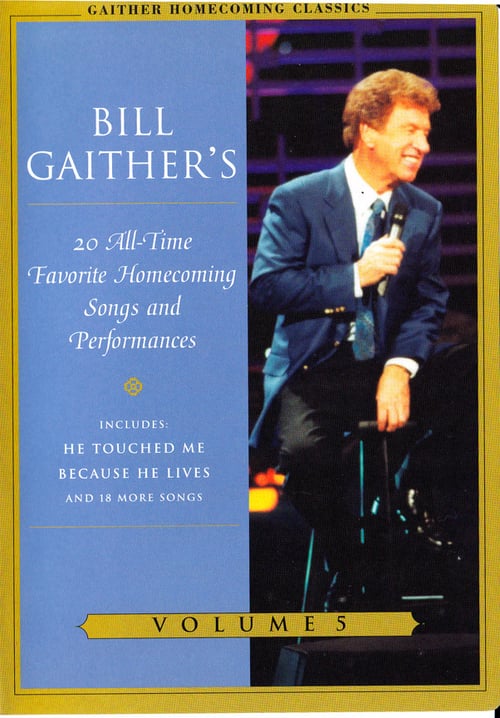 GAITHER HOMECOMING CLASSICS
BILL
GAITHER'S
20 All-Time
Favorite Homecoming
Songs and
Performances
INCLUDES:
HE TOUCHED ME
BECAUSE HE LIVES
AND 18 MORE SONGS
VOLUME 5